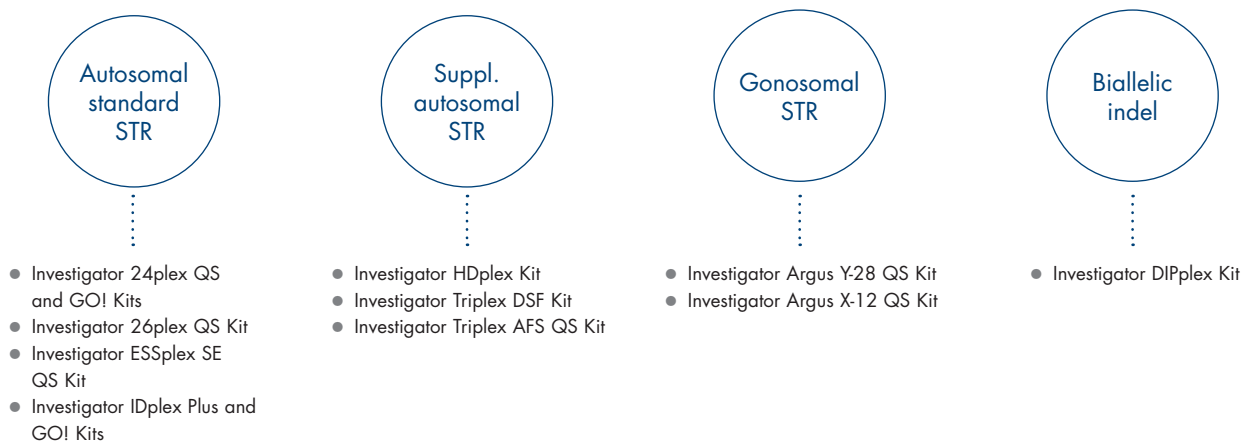 Autosomal
standard
STR
Suppl.
autosomal
STR
Gonosomal
STR
Biallelic
indel
● Investigator 24plex QS
and GO! Kits
● Investigator 26plex QS Kit
● Investigator ESSplex SE
QS Kit
● Investigator IDplex Plus and
GO! Kits
● Investigator HDplex Kit
● Investigator Triplex DSF Kit
● Investigator Triplex AFS QS Kit
● Investigator Argus Y-28 QS Kit
● Investigator Argus X-12 QS Kit
● Investigator DIPplex Kit